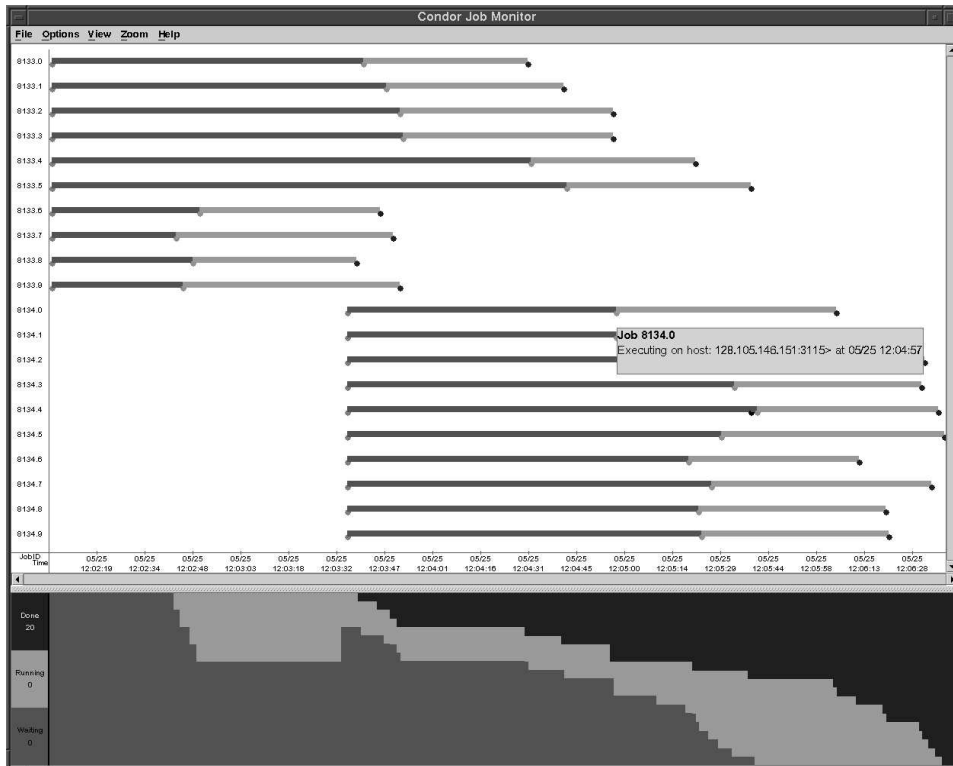 Condor Job Monitor
File Options View Zoom Help
8133.0
8133.1
8133.2
8133.3
8133.4
8133.5
8133.6
8133.7
8133.8
8133.9
8134.0
8134.1
Job 8134.0
Executing on host: 128.105.146.151:3115> at 05/25 12:04:57
8134.2
8134.3
8134.4
8134.5
8134.6
8134.7
8134.8
8134.9
JobID 05/25 05/25 05/25 05/25 05/25 05/25 05/25 05/25 05/25 05/25 05/25 05/25 05/25 05/25 05/25 05/25 05/25 05/25
Time 12:02:19 12:02:34 12:02:48 12:03:03 12:03:18 12:03:32 12:03:47 12:04:01 12:04:16 12:04:31 12:04:45 12:05:00 12:05:14 12:05:29 12:05:44 12:05:58 12:06:13 12:06:28
Done
20
Running
0
Waiting
0